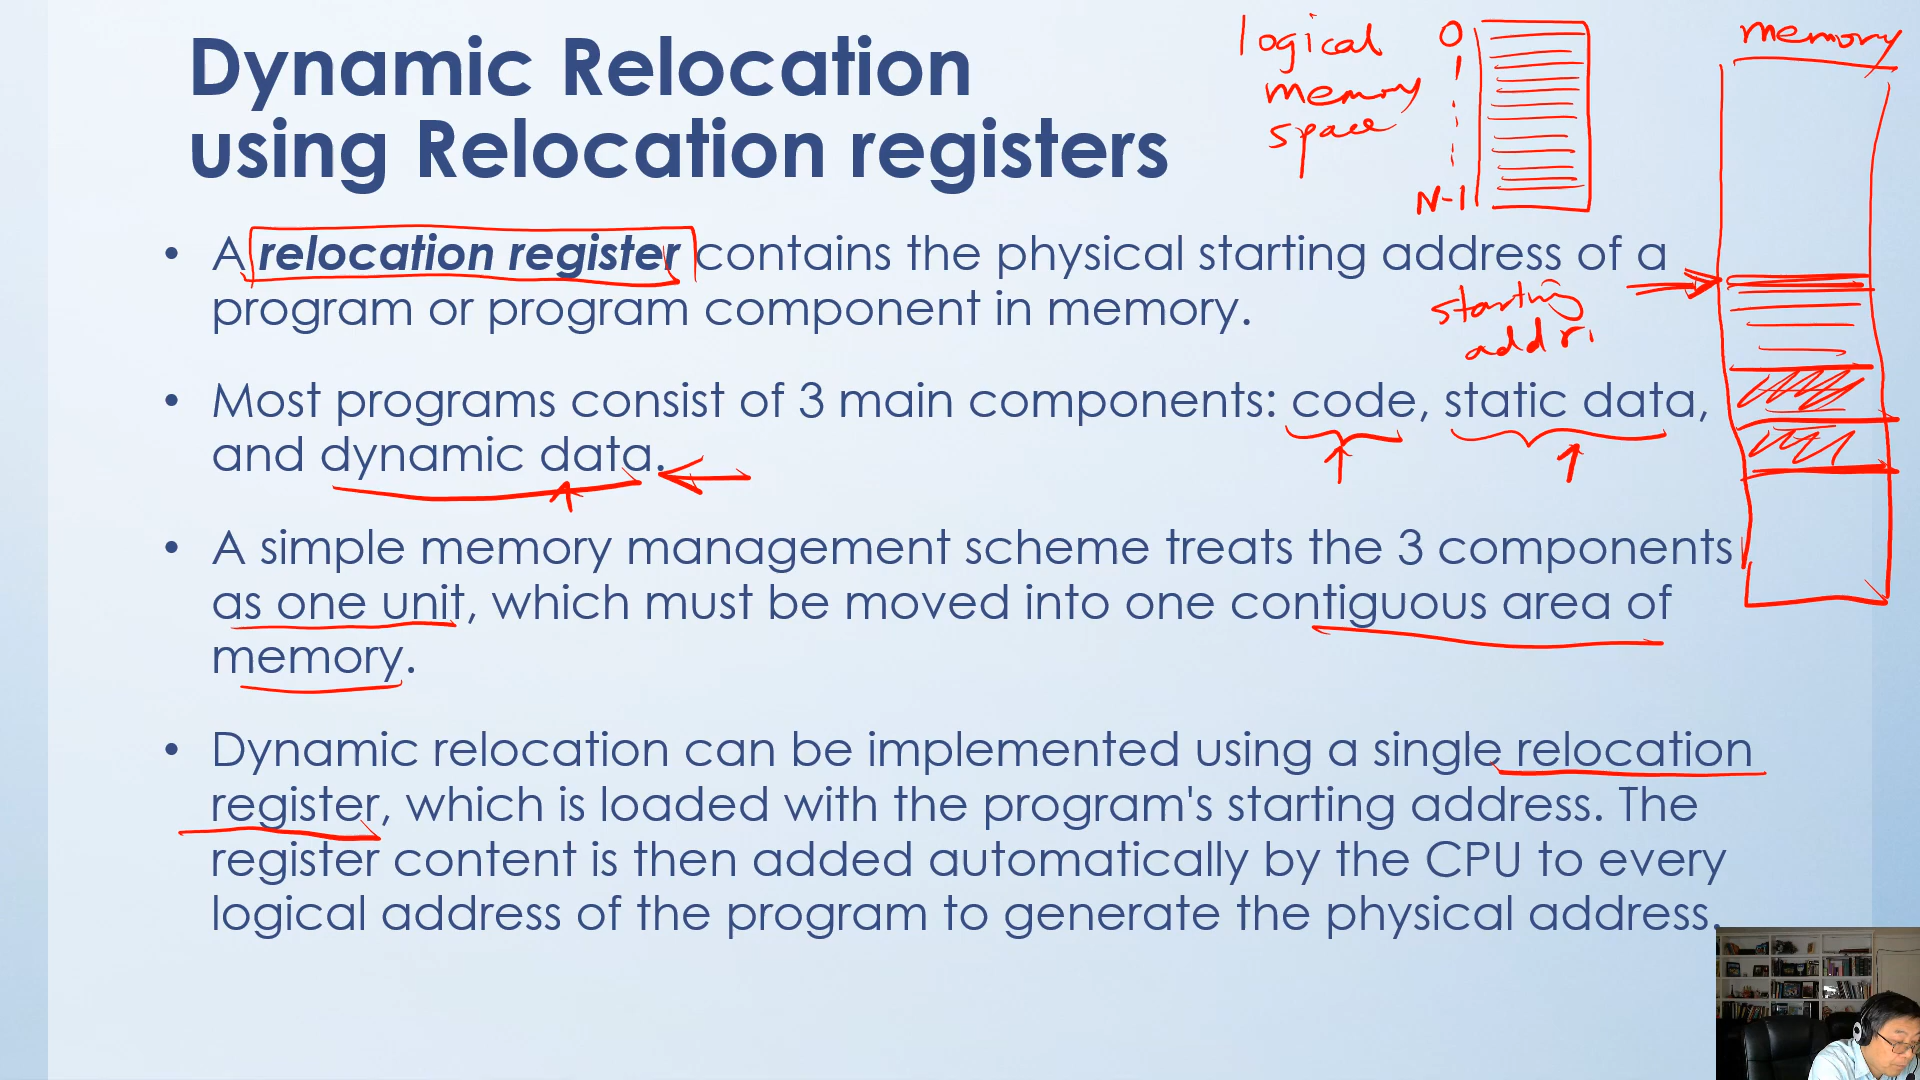 Dynamic Relocation
using Relocation registers
logical
memory
space
0
1
N-1
memory
• A relocation register contains the physical starting address of a
program or program component in memory.
starting
addr.
• Most programs consist of 3 main components: code, static data,
and dynamic data.
• A simple memory management scheme treats the 3 components
as one unit, which must be moved into one contiguous area of
memory.
• Dynamic relocation can be implemented using a single relocation
register, which is loaded with the program's starting address. The
register content is then added automatically by the CPU to every
logical address of the program to generate the physical address.